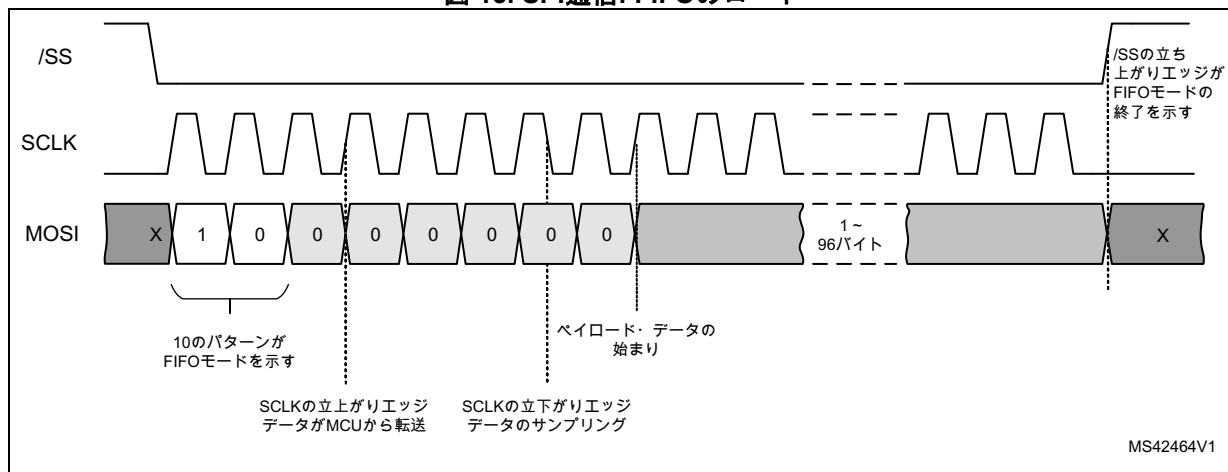 /SS
/SSの立ち
上がりエッジが
FIFOモードの
終了を示す
SCLK
MOSI
X 1 0 0 0 0 0 0 0
1 ~
96バイト
X
10のパターンが
FIFOモードを示す
ペイロード・データの
始まり
SCLKの立上がりエッジ
データがMCUから転送
SCLKの立下がりエッジ
データのサンプリング
MS42464V1